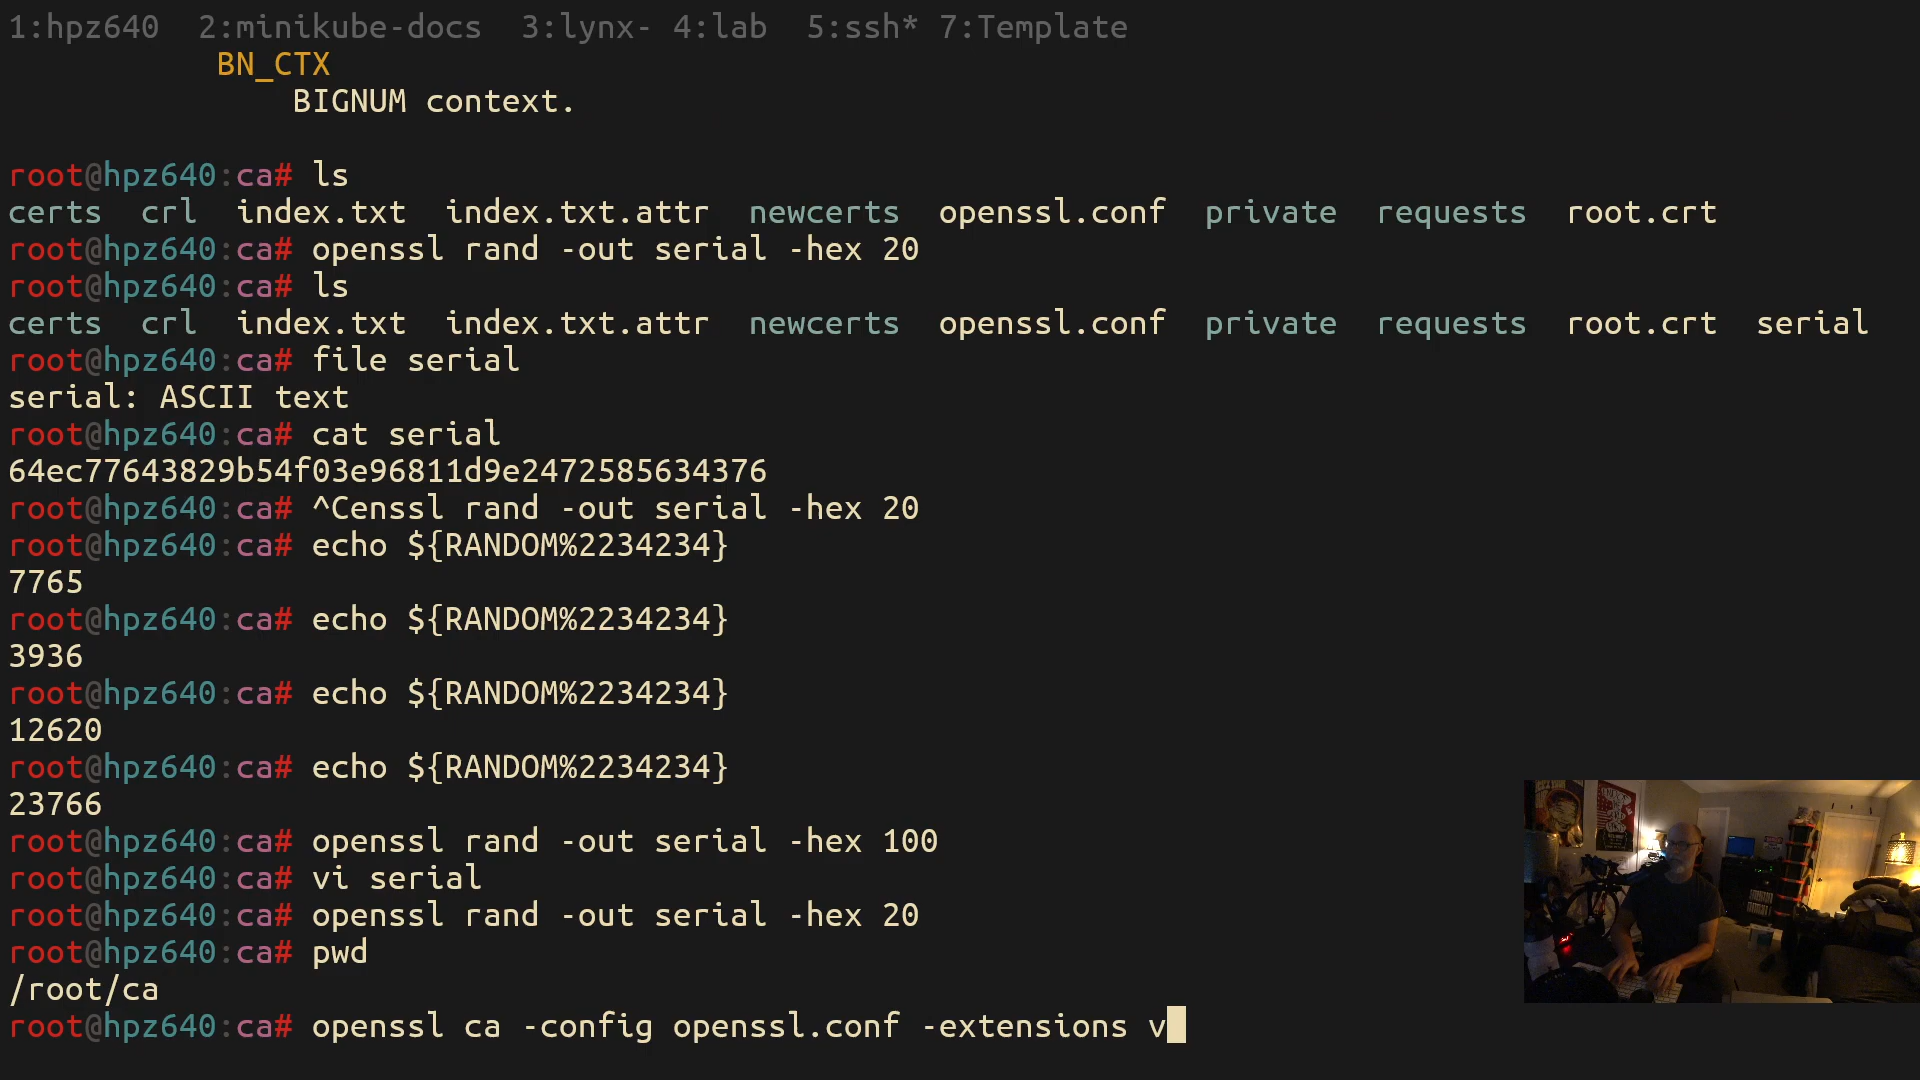 1:hpz640  2:minikube-docs  3:lynx- 4:lab  5:ssh* 7:Template
BN_CTX
BIGNUM context.
root@hpz640:ca# ls
certs  crl  index.txt  index.txt.attr  newcerts  openssl.conf  private  requests  root.crt
root@hpz640:ca# openssl rand -out serial -hex 20
root@hpz640:ca# ls
certs  crl  index.txt  index.txt.attr  newcerts  openssl.conf  private  requests  root.crt  serial
root@hpz640:ca# file serial
serial: ASCII text
root@hpz640:ca# cat serial
64ec77643829b54f03e96811d9e2472585634376
root@hpz640:ca# ^Censsl rand -out serial -hex 20
root@hpz640:ca# echo ${RANDOM%2234234}
7765
root@hpz640:ca# echo ${RANDOM%2234234}
3936
root@hpz640:ca# echo ${RANDOM%2234234}
12620
root@hpz640:ca# echo ${RANDOM%2234234}
23766
root@hpz640:ca# openssl rand -out serial -hex 100
root@hpz640:ca# vi serial
root@hpz640:ca# openssl rand -out serial -hex 20
root@hpz640:ca# pwd
/root/ca
root@hpz640:ca# openssl ca -config openssl.conf -extensions v